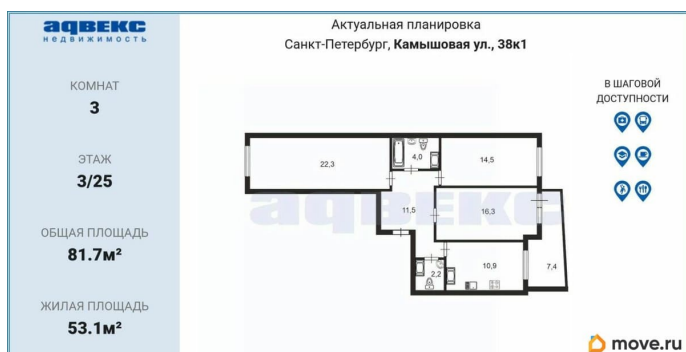 адвекс
недвижимость
КОМНАТ
3
ЭТАЖ
3/25
ОБЩАЯ ПЛОЩАДЬ
81.7м²
ЖИЛАЯ ПЛОЩАДЬ
53.1м²
Актуальная планировка
Санкт-Петербург, Камышовая ул., 38к1
22,3
4,0
14,5
11,5
16,3
2,2
10,9
7,4
адвекс
В ШАГОВОЙ
ДОСТУПНОСТИ
move.ru